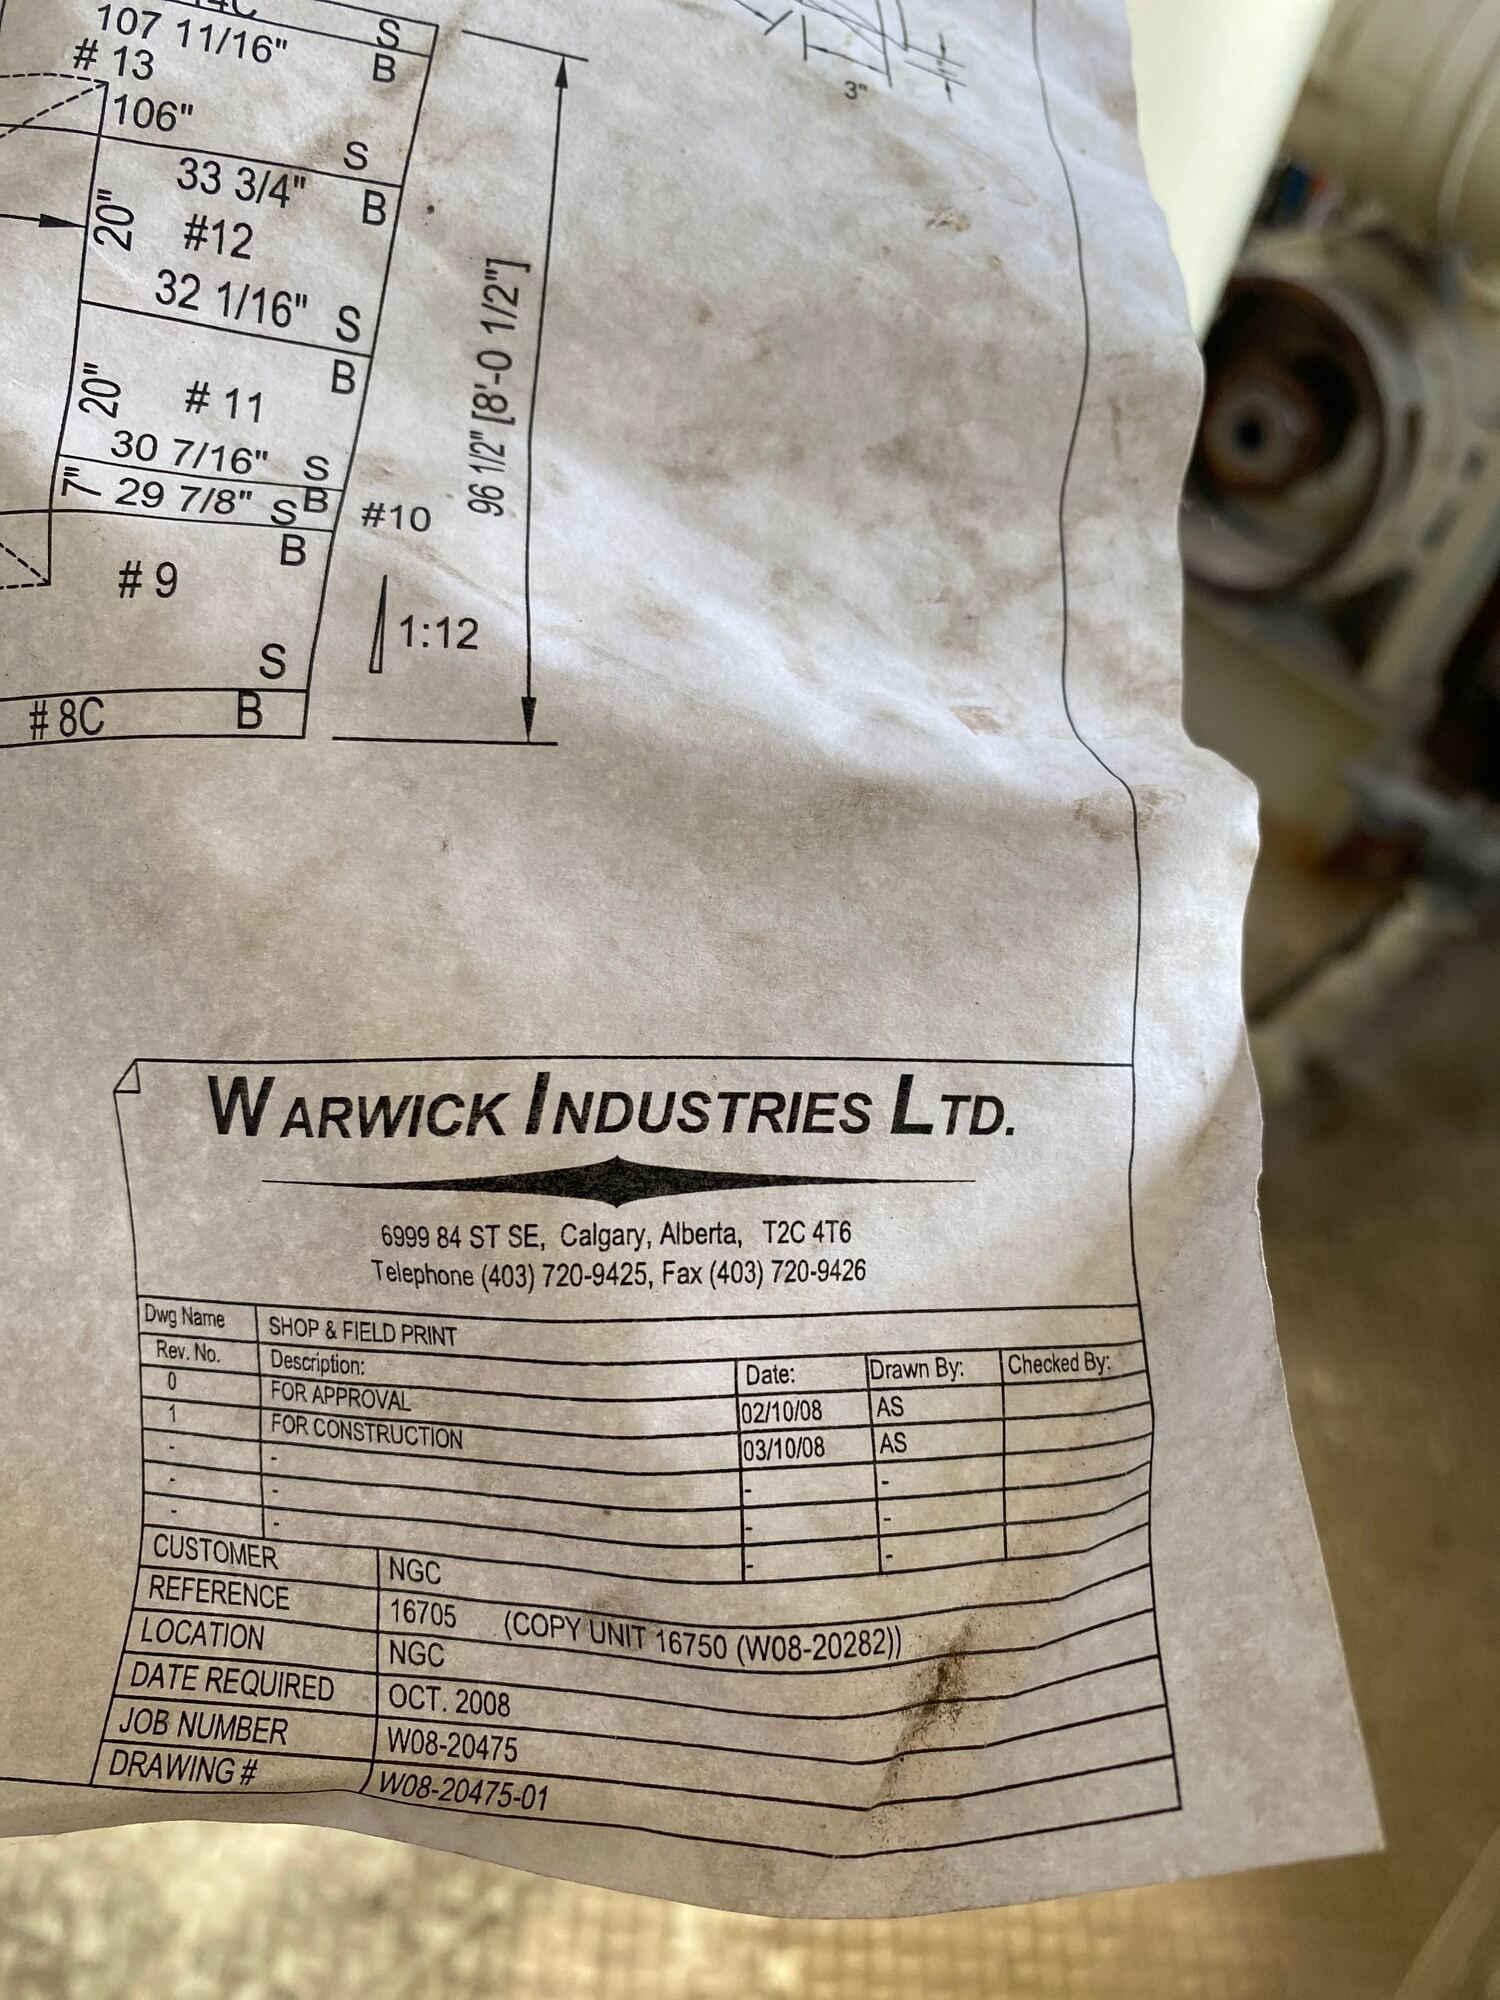 14C
107 11/16" S
# 13 B
106"
S
33 3/4"
20" #12 B
32 1/16" S
20" # 11 B
30 7/16" S
7" 29 7/8" S B #10
# 9 B
1:12
S
# 8C B
96 1/2" [8'-0 1/2"]
3"
1"
WARWICK INDUSTRIES LTD.
6999 84 ST SE, Calgary, Alberta, T2C 4T6
Telephone (403) 720-9425, Fax (403) 720-9426
Dwg Name SHOP & FIELD PRINT
Rev. No. Description: Date: Drawn By: Checked By:
0 FOR APPROVAL 02/10/08 AS
1 FOR CONSTRUCTION 03/10/08 AS
- - - -
- - - -
- - - -
CUSTOMER NGC
REFERENCE 16705 (COPY UNIT 16750 (W08-20282))
LOCATION NGC
DATE REQUIRED OCT. 2008
JOB NUMBER W08-20475
DRAWING # W08-20475-01